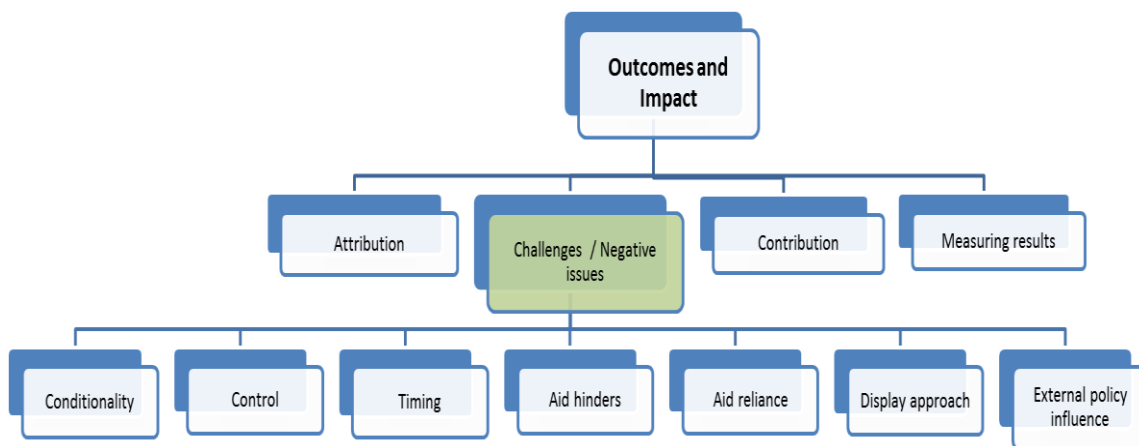 Outcomes and
Impact
Attribution
Challenges / Negative
issues
Contribution
Measuring results
Conditionality
Control
Timing
Aid hinders
Aid reliance
Display approach
External policy
influence